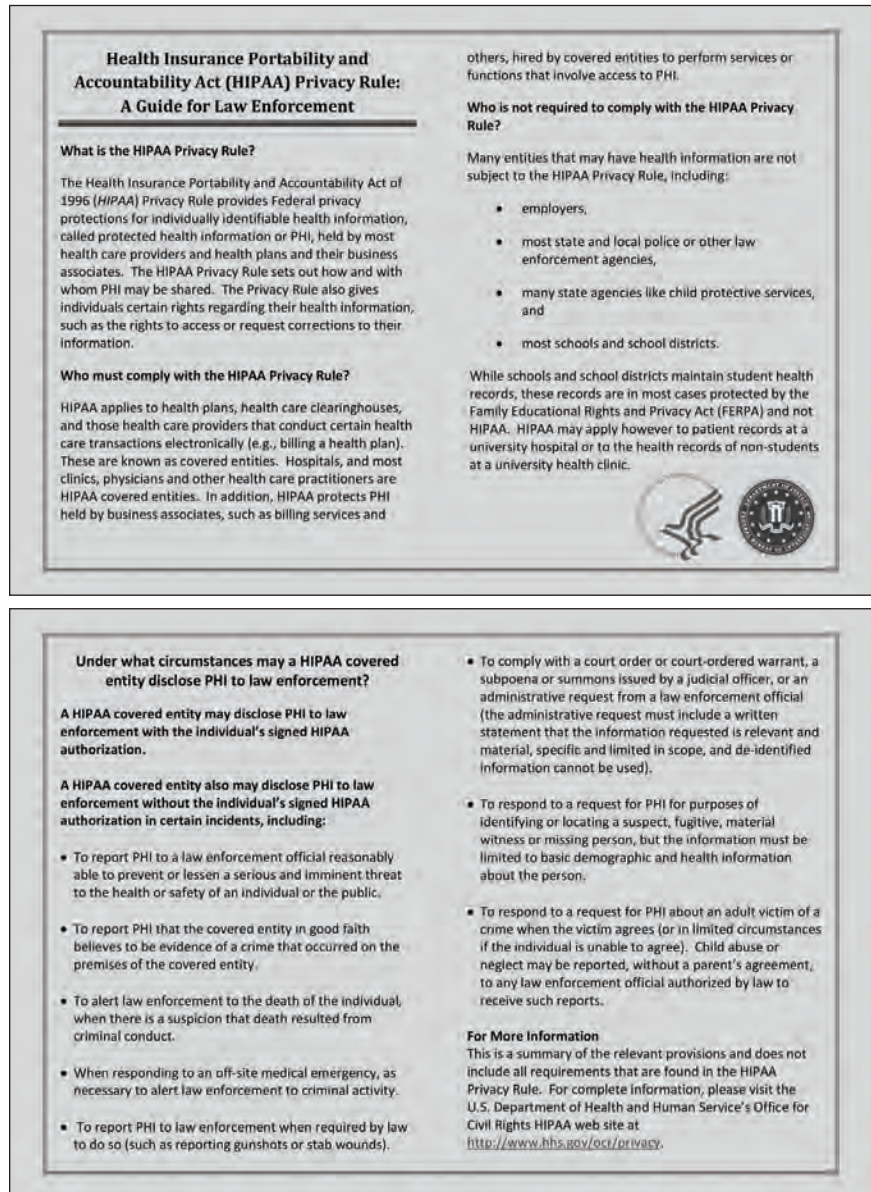 Health Insurance Portability and
Accountability Act (HIPAA) Privacy Rule:
A Guide for Law Enforcement
What is the HIPAA Privacy Rule?
The Health Insurance Portability and Accountability Act of
1996 (HIPAA) Privacy Rule provides Federal privacy
protections for individually identifiable health information,
called protected health information or PHI, held by most
health care providers and health plans and their business
associates. The HIPAA Privacy Rule sets out how and with
whom PHI may be shared. The Privacy Rule also gives
individuals certain rights regarding their health information,
such as the rights to access or request corrections to their
information.
Who must comply with the HIPAA Privacy Rule?
HIPAA applies to health plans, health care clearinghouses,
and those health care providers that conduct certain health
care transactions electronically (e.g., billing a health plan).
These are known as covered entities. Hospitals, and most
clinics, physicians and other health care practitioners are
HIPAA covered entities. In addition, HIPAA protects PHI
held by business associates, such as billing services and
others, hired by covered entities to perform services or
functions that involve access to PHI.
Who is not required to comply with the HIPAA Privacy
Rule?
Many entities that may have health information are not
subject to the HIPAA Privacy Rule, including:
• employers,
• most state and local police or other law
enforcement agencies,
• many state agencies like child protective services,
and
• most schools and school districts.
While schools and school districts maintain student health
records, these records are in most cases protected by the
Family Educational Rights and Privacy Act (FERPA) and not
HIPAA. HIPAA may apply however to patient records at a
university hospital or to the health records of non-students
at a university health clinic.
Under what circumstances may a HIPAA covered
entity disclose PHI to law enforcement?
A HIPAA covered entity may disclose PHI to law
enforcement with the individual's signed HIPAA
authorization.
A HIPAA covered entity also may disclose PHI to law
enforcement without the individual's signed HIPAA
authorization in certain incidents, including:
• To report PHI to a law enforcement official reasonably
able to prevent or lessen a serious and imminent threat
to the health or safety of an individual or the public.
• To report PHI that the covered entity in good faith
believes to be evidence of a crime that occurred on the
premises of the covered entity.
• To alert law enforcement to the death of the individual,
when there is a suspicion that death resulted from
criminal conduct.
• When responding to an off-site medical emergency, as
necessary to alert law enforcement to criminal activity.
• To report PHI to law enforcement when required by law
to do so (such as reporting gunshots or stab wounds).
• To comply with a court order or court-ordered warrant, a
subpoena or summons issued by a judicial officer, or an
administrative request from a law enforcement official
(the administrative request must include a written
statement that the information requested is relevant and
material, specific and limited in scope, and de-identified
information cannot be used).
• To respond to a request for PHI for purposes of
identifying or locating a suspect, fugitive, material
witness or missing person, but the information must be
limited to basic demographic and health information
about the person.
• To respond to a request for PHI about an adult victim of a
crime when the victim agrees (or in limited circumstances
if the individual is unable to agree). Child abuse or
neglect may be reported, without a parent's agreement,
to any law enforcement official authorized by law to
receive such reports.
For More Information
This is a summary of the relevant provisions and does not
include all requirements that are found in the HIPAA
Privacy Rule. For complete information, please visit the
U.S. Department of Health and Human Service's Office for
Civil Rights HIPAA web site at
http://www.hhs.gov/ocr/privacy.